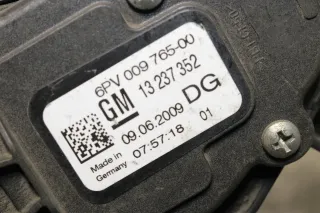 6PV 009 765-00
GM 13 237 352
09.06.2009 DG
07:57:18 01
Made in
Germany